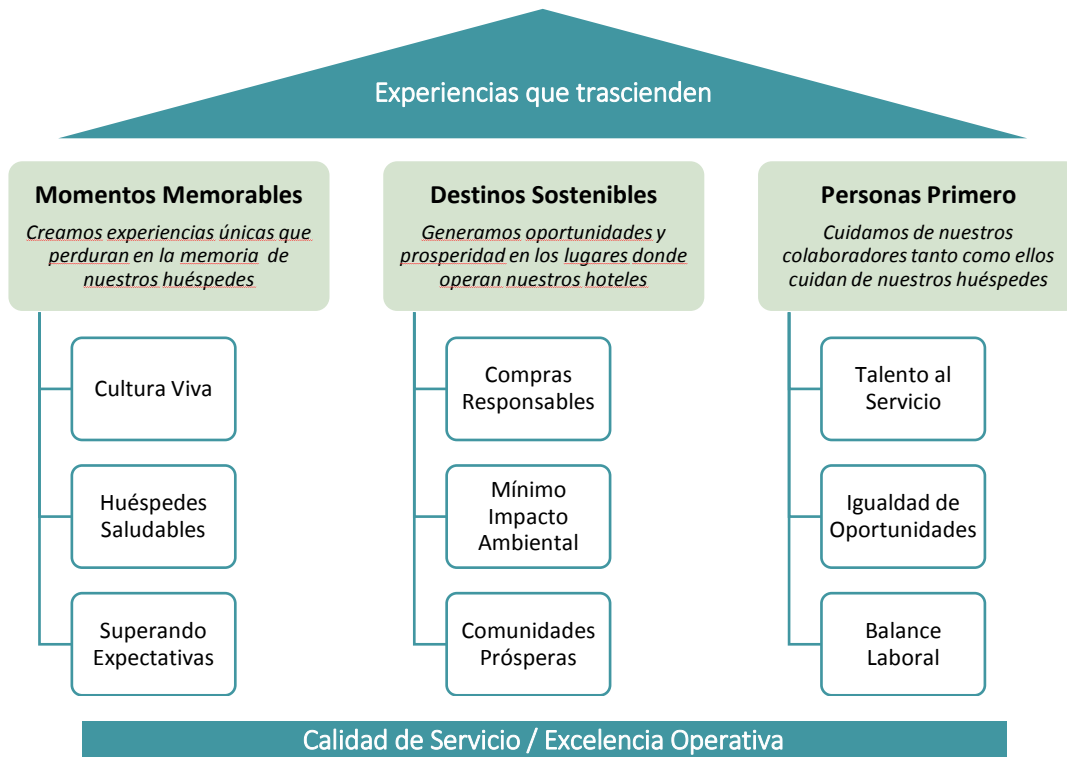 Experiencias que trascienden
Momentos Memorables
Creamos experiencias únicas que
perduran en la memoria de
nuestros huéspedes
Cultura Viva
Huéspedes
Saludables
Superando
Expectativas
Destinos Sostenibles
Generamos oportunidades y
prosperidad en los lugares donde
operan nuestros hoteles
Compras
Responsables
Mínimo
Impacto
Ambiental
Comunidades
Prósperas
Personas Primero
Cuidamos de nuestros
colaboradores tanto como ellos
cuidan de nuestros huéspedes
Talento al
Servicio
Igualdad de
Oportunidades
Balance
Laboral
Calidad de Servicio / Excelencia Operativa